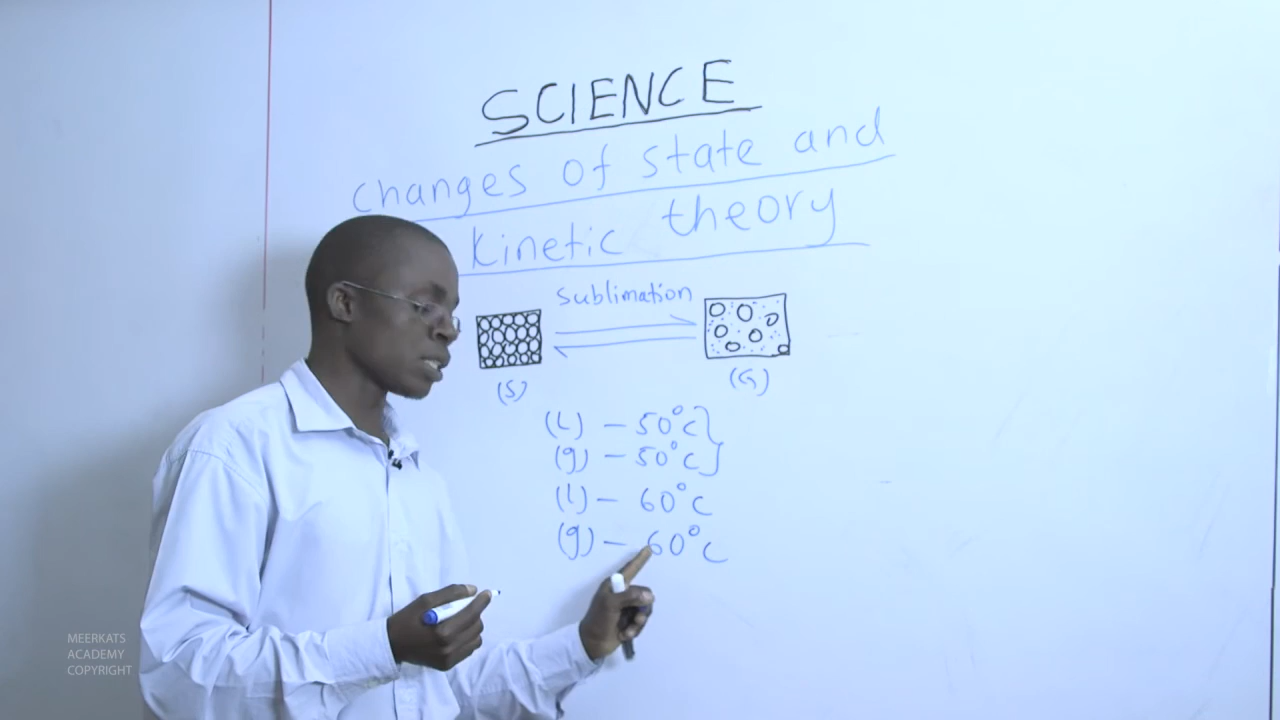 SCIENCE
changes of state and
kinetic theory
sublimation
(S)
(G)
(L) – 50°c
(g) – 50°c
(l) – 60°c
(g) – 60°c
MEERKATS
ACADEMY
COPYRIGHT